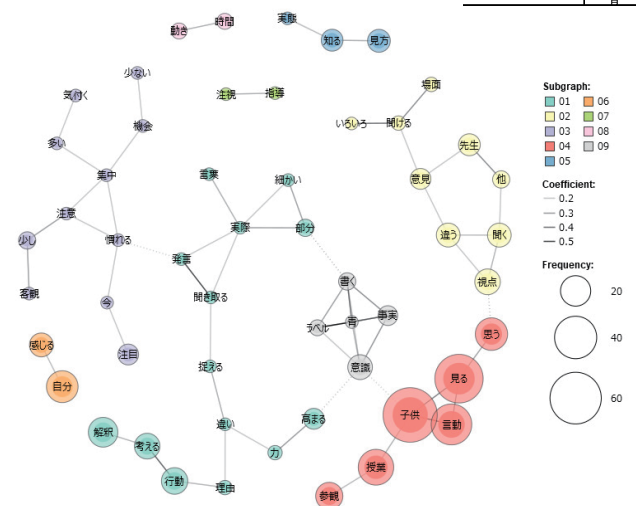 動き
時間
実態
知る
見方
少ない
気付く
注視
指導
場面
機会
いろいろ
聞ける
多い
先生
集中
言葉
細かい
意見
他
注意
少し
慣れる
実際
部分
違う
聞く
発言
書く
視点
客観
今
聞き取る
ラベル
青
事実
思う
感じる
注目
捉える
意識
見る
自分
子供
言動
解釈
考える
違い
高まる
力
授業
行動
理由
参観
Subgraph:
01 06
02 07
03 08
04 09
05
Coefficient:
0.2
0.3
0.4
0.5
Frequency:
20
40
60